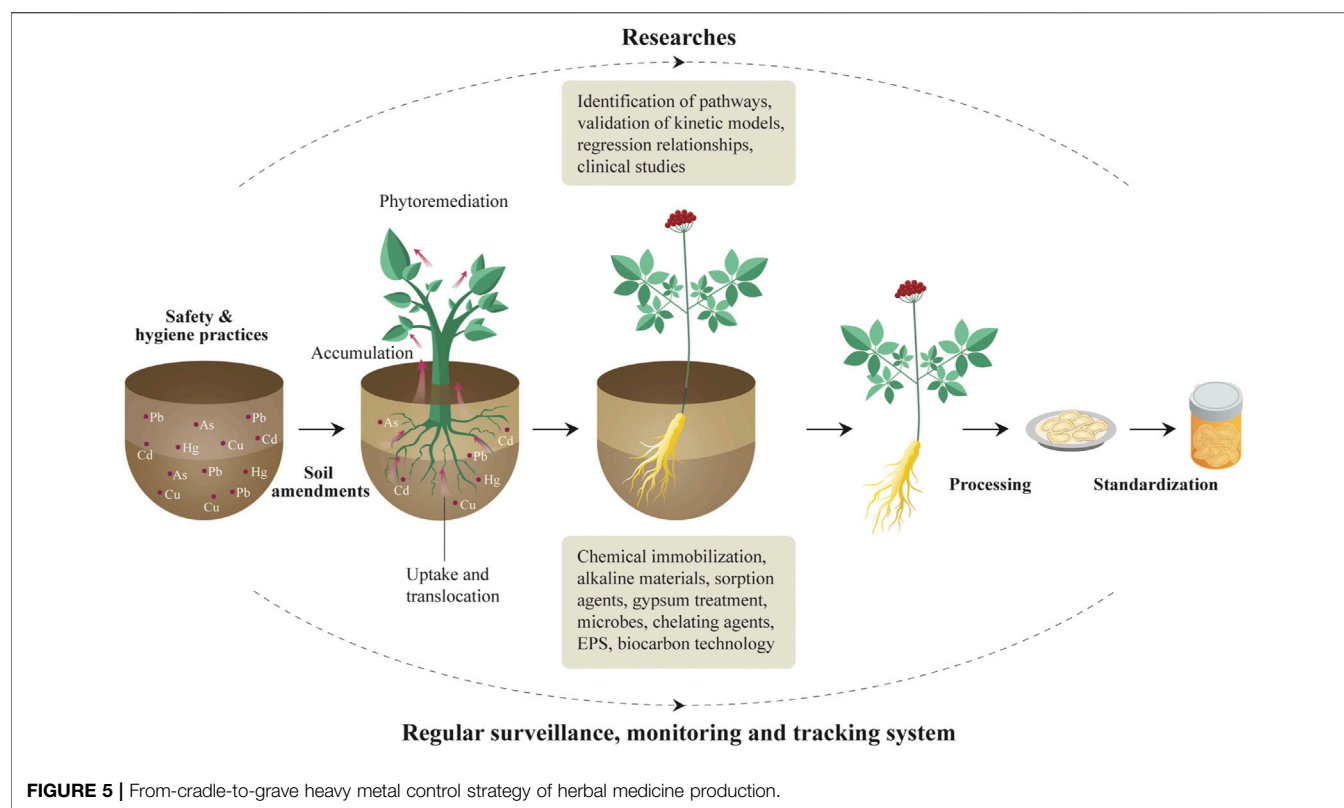 Researches
Identification of pathways,
validation of kinetic models,
regression relationships,
clinical studies
Phytoremediation
Safety &
hygiene practices
Accumulation
Pb
As
Pb
Cd
Hg
Cu
Cd
As
Pb
Hg
Cu
Cu
Pb
Soil
amendments
As
Cd
Pb
Cd
Hg
Cu
Uptake and
translocation
Chemical immobilization,
alkaline materials, sorption
agents, gypsum treatment,
microbes, chelating agents,
EPS, biocarbon technology
Processing
Standardization
Regular surveillance, monitoring and tracking system
FIGURE 5 | From-cradle-to-grave heavy metal control strategy of herbal medicine production.